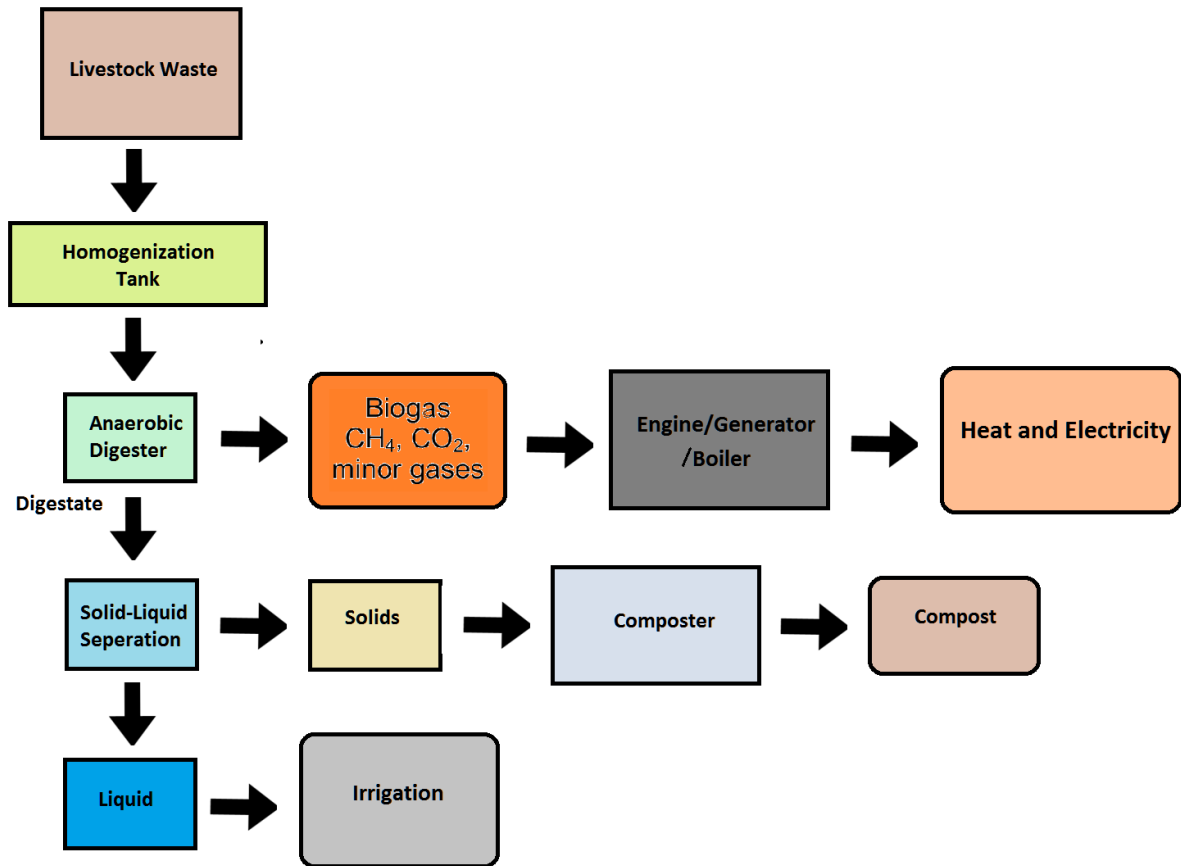 Livestock Waste
Homogenization
Tank
Anaerobic
Digester
Biogas
CH₄, CO₂,
minor gases
Engine/Generator
/Boiler
Heat and Electricity
Digestate
Solid-Liquid
Seperation
Solids
Composter
Compost
Liquid
Irrigation